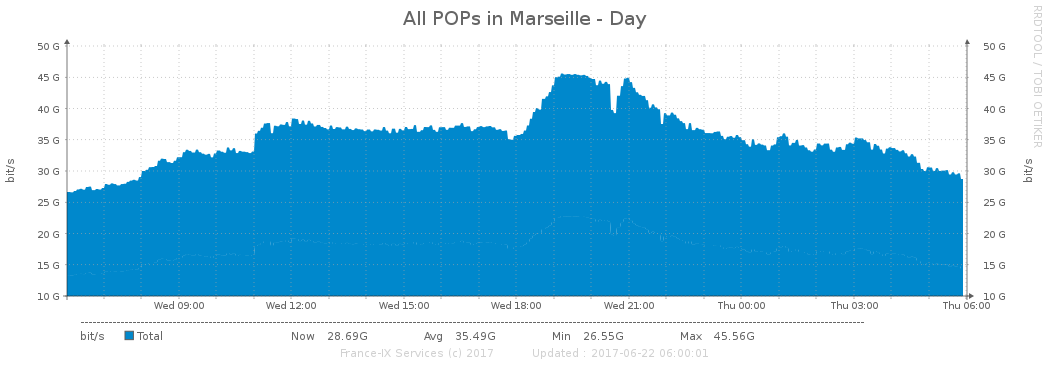 All POPs in Marseille - Day
RRDTOOL / TOBI OETIKER
50 G 50 G
45 G 45 G
40 G 40 G
35 G 35 G
30 G 30 G
25 G 25 G
20 G 20 G
15 G 15 G
10 G 10 G
bit/s
bit/s
Wed 09:00 Wed 12:00 Wed 15:00 Wed 18:00 Wed 21:00 Thu 00:00 Thu 03:00 Thu 06:00
bit/s Total Now 28.69G Avg 35.49G Min 26.55G Max 45.56G
France-IX Services (c) 2017 Updated : 2017-06-22 06:00:01